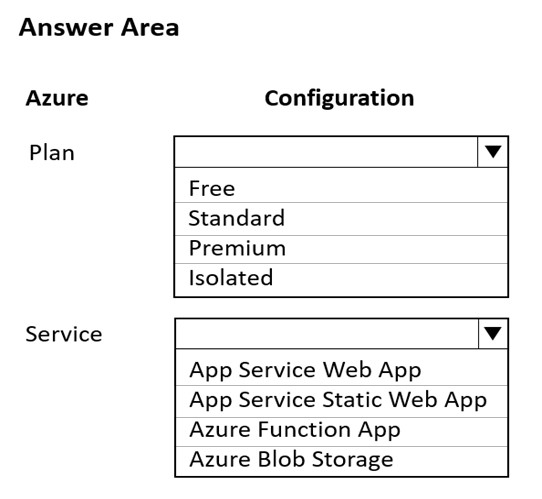 Answer Area
Azure Configuration
Plan
Free
Standard
Premium
Isolated
Service
App Service Web App
App Service Static Web App
Azure Function App
Azure Blob Storage